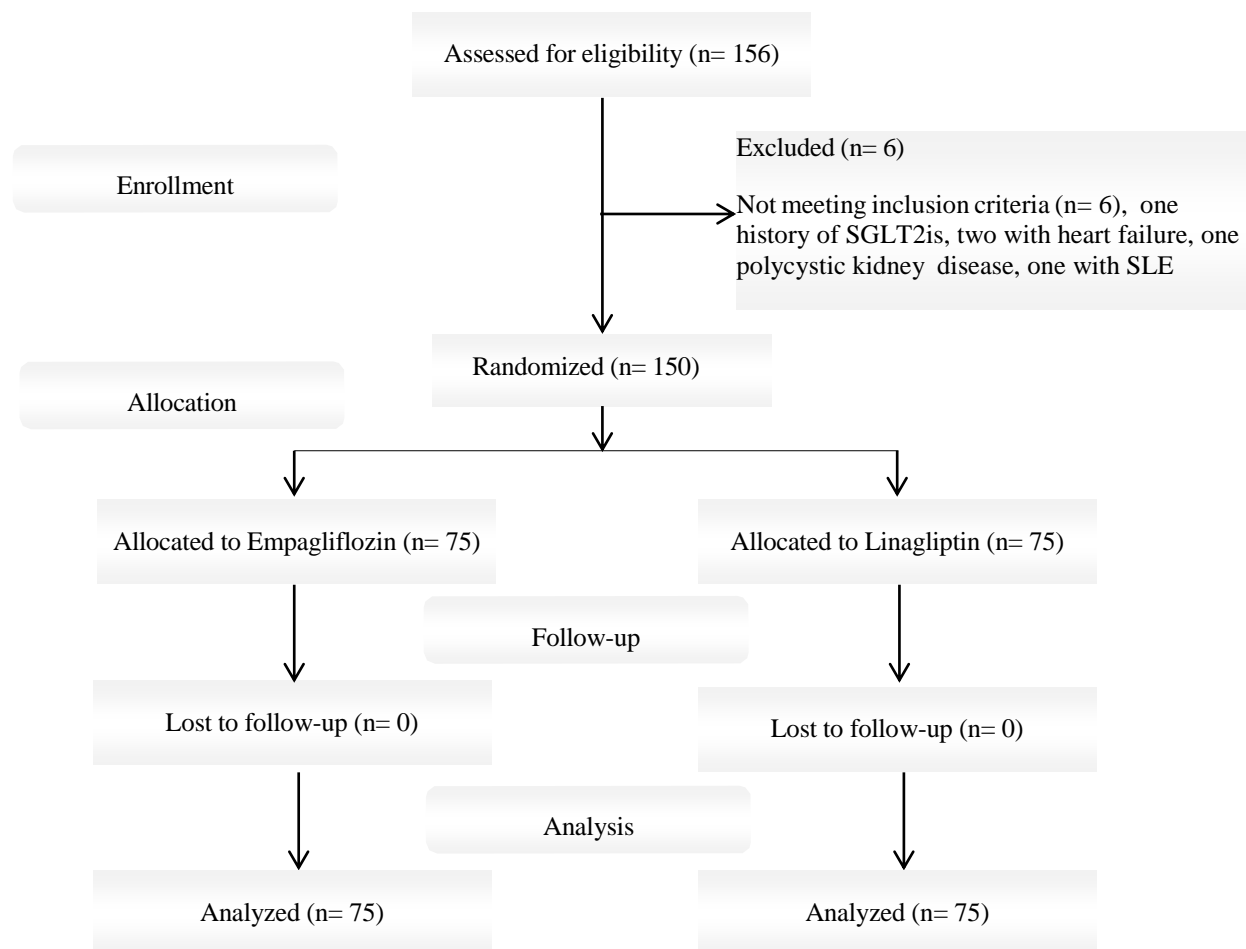 Assessed for eligibility (n= 156)
Excluded (n= 6)
Not meeting inclusion criteria (n= 6), one
history of SGLT2is, two with heart failure, one
polycystic kidney disease, one with SLE
Enrollment
Randomized (n= 150)
Allocation
Allocated to Empagliflozin (n= 75)
Allocated to Linagliptin (n= 75)
Follow-up
Lost to follow-up (n= 0)
Lost to follow-up (n= 0)
Analysis
Analyzed (n= 75)
Analyzed (n= 75)